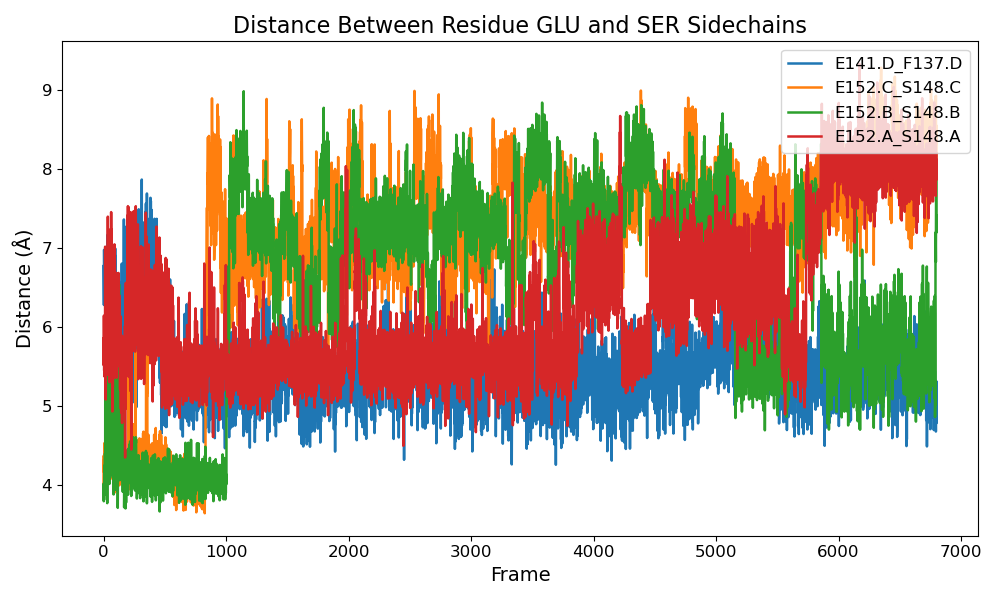 Distance Between Residue GLU and SER Sidechains
E141.D_F137.D
E152.C_S148.C
E152.B_S148.B
E152.A_S148.A
Distance (Å)
9
8
7
6
5
4
0 1000 2000 3000 4000 5000 6000 7000
Frame